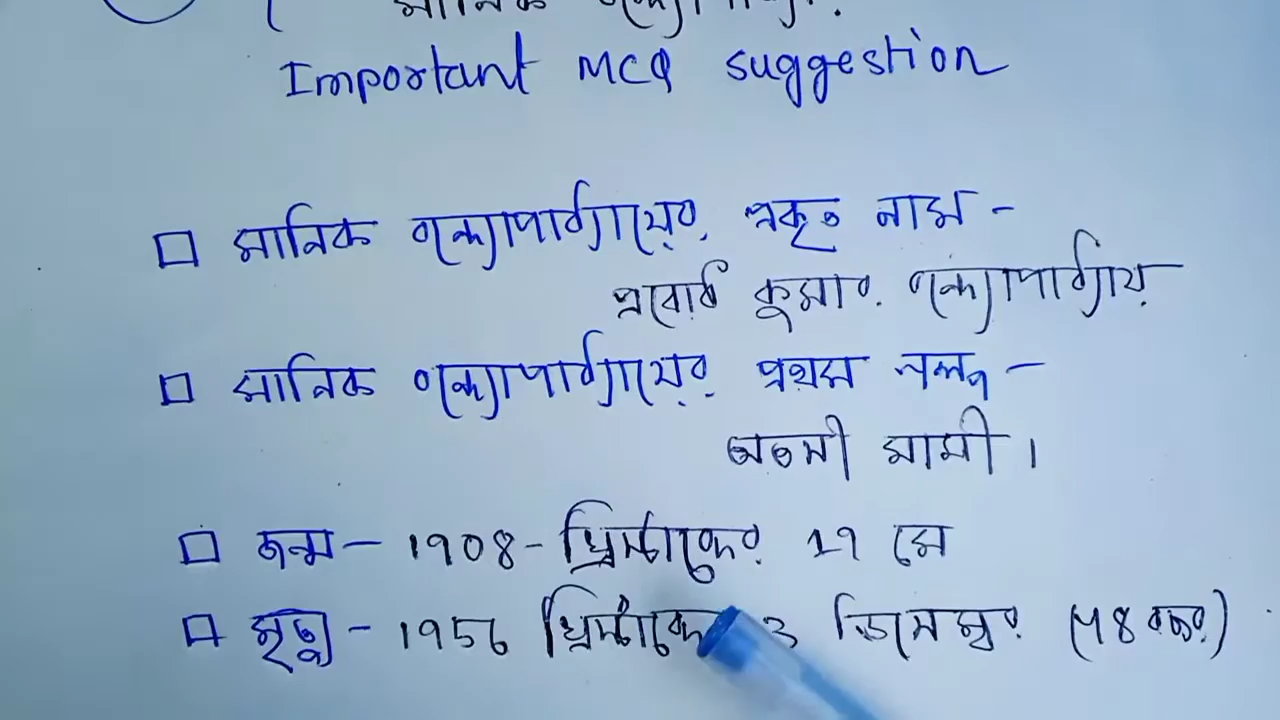 মানিক বন্দ্যোপাধ্যায়
Important MCQ suggestion
মানিক বন্দ্যোপাধ্যায়ের প্রকৃত নাম -
প্রবোধ কুমার বন্দ্যোপাধ্যায়
মানিক বন্দ্যোপাধ্যায়ের প্রথম গল্প -
অতসী মামী।
জন্ম - 1908 - খ্রিস্টাব্দের 19 মে
মৃত্যু - 1956 খ্রিস্টাব্দের 3 ডিসেম্বর (48 বছর)